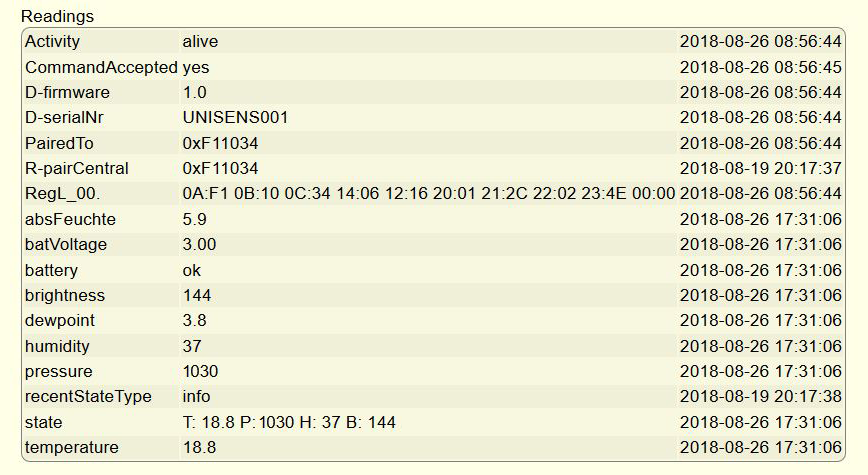 Readings
Activity alive 2018-08-26 08:56:44
CommandAccepted yes 2018-08-26 08:56:45
D-firmware 1.0 2018-08-26 08:56:44
D-serialNr UNISENS001 2018-08-26 08:56:44
PairedTo 0xF11034 2018-08-26 08:56:44
R-pairCentral 0xF11034 2018-08-19 20:17:37
RegL_00. 0A:F1 0B:10 0C:34 14:06 12:16 20:01 21:2C 22:02 23:4E 00:00 2018-08-26 08:56:44
absFeuchte 5.9 2018-08-26 17:31:06
batVoltage 3.00 2018-08-26 17:31:06
battery ok 2018-08-26 17:31:06
brightness 144 2018-08-26 17:31:06
dewpoint 3.8 2018-08-26 17:31:06
humidity 37 2018-08-26 17:31:06
pressure 1030 2018-08-26 17:31:06
recentStateType info 2018-08-19 20:17:38
state T: 18.8 P:1030 H: 37 B: 144 2018-08-26 17:31:06
temperature 18.8 2018-08-26 17:31:06